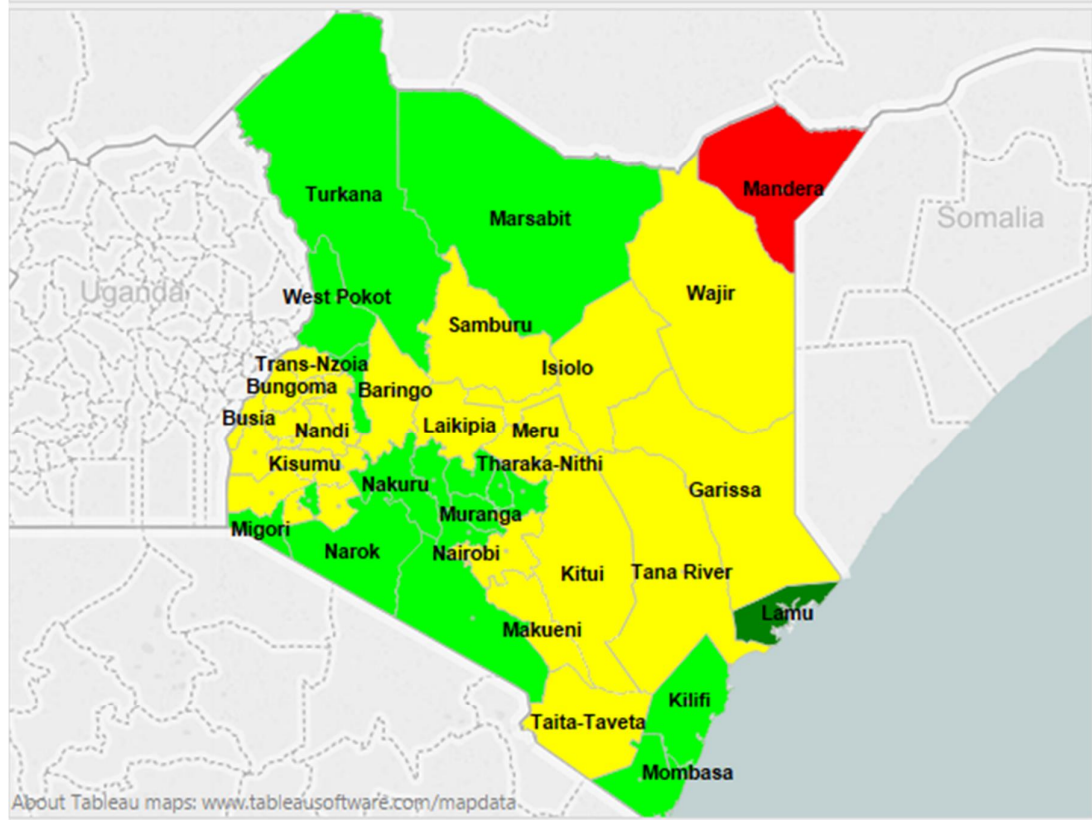 Turkana
Marsabit
Mandera
Somalia
Uganda
West Pokot
Wajir
Samburu
Trans-Nzoia
Isiolo
Bungoma
Baringo
Busia
Nandi
Laikipia
Meru
Kisumu
Tharaka-Nithi
Nakuru
Garissa
Muranga
Migori
Narok
Nairobi
Kitui
Tana River
Lamu
Makueni
Kilifi
Taita-Taveta
Mombasa
About Tableau maps: www.tableausoftware.com/mapdata